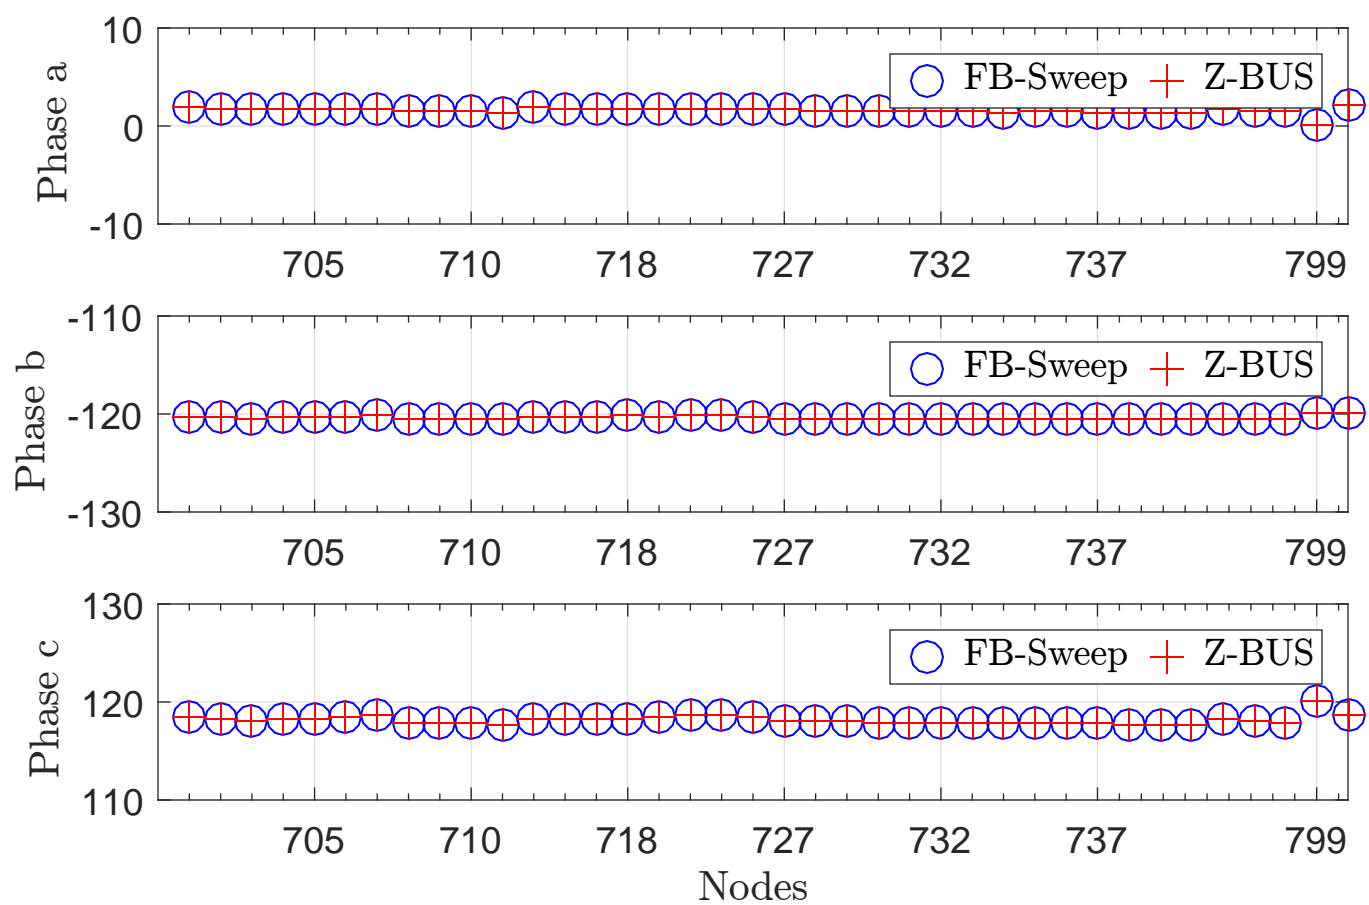 10
0
-10
Phase a
FB-Sweep Z-BUS
705 710 718 727 732 737 799
-110
-120
-130
Phase b
FB-Sweep Z-BUS
705 710 718 727 732 737 799
130
120
110
Phase c
FB-Sweep Z-BUS
705 710 718 727 732 737 799
Nodes